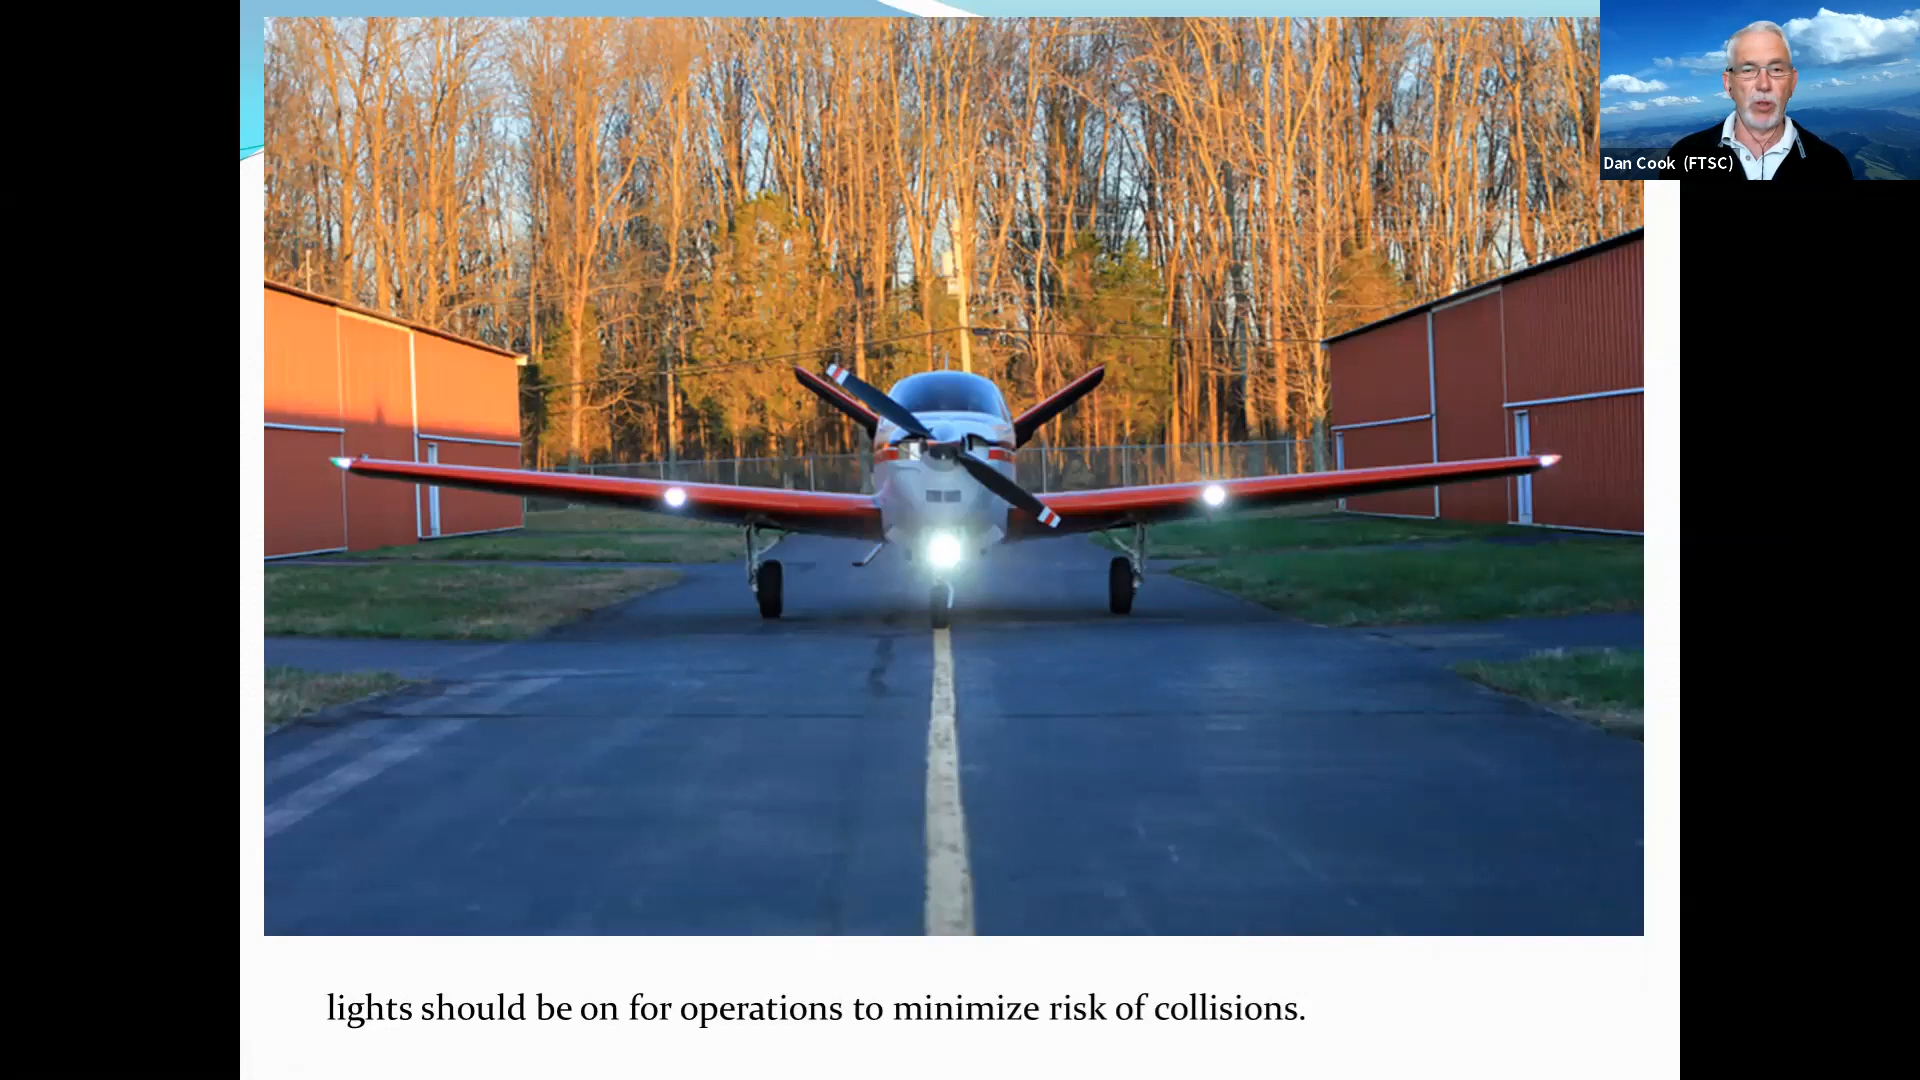 Dan Cook (FTSC)
lights should be on for operations to minimize risk of collisions.